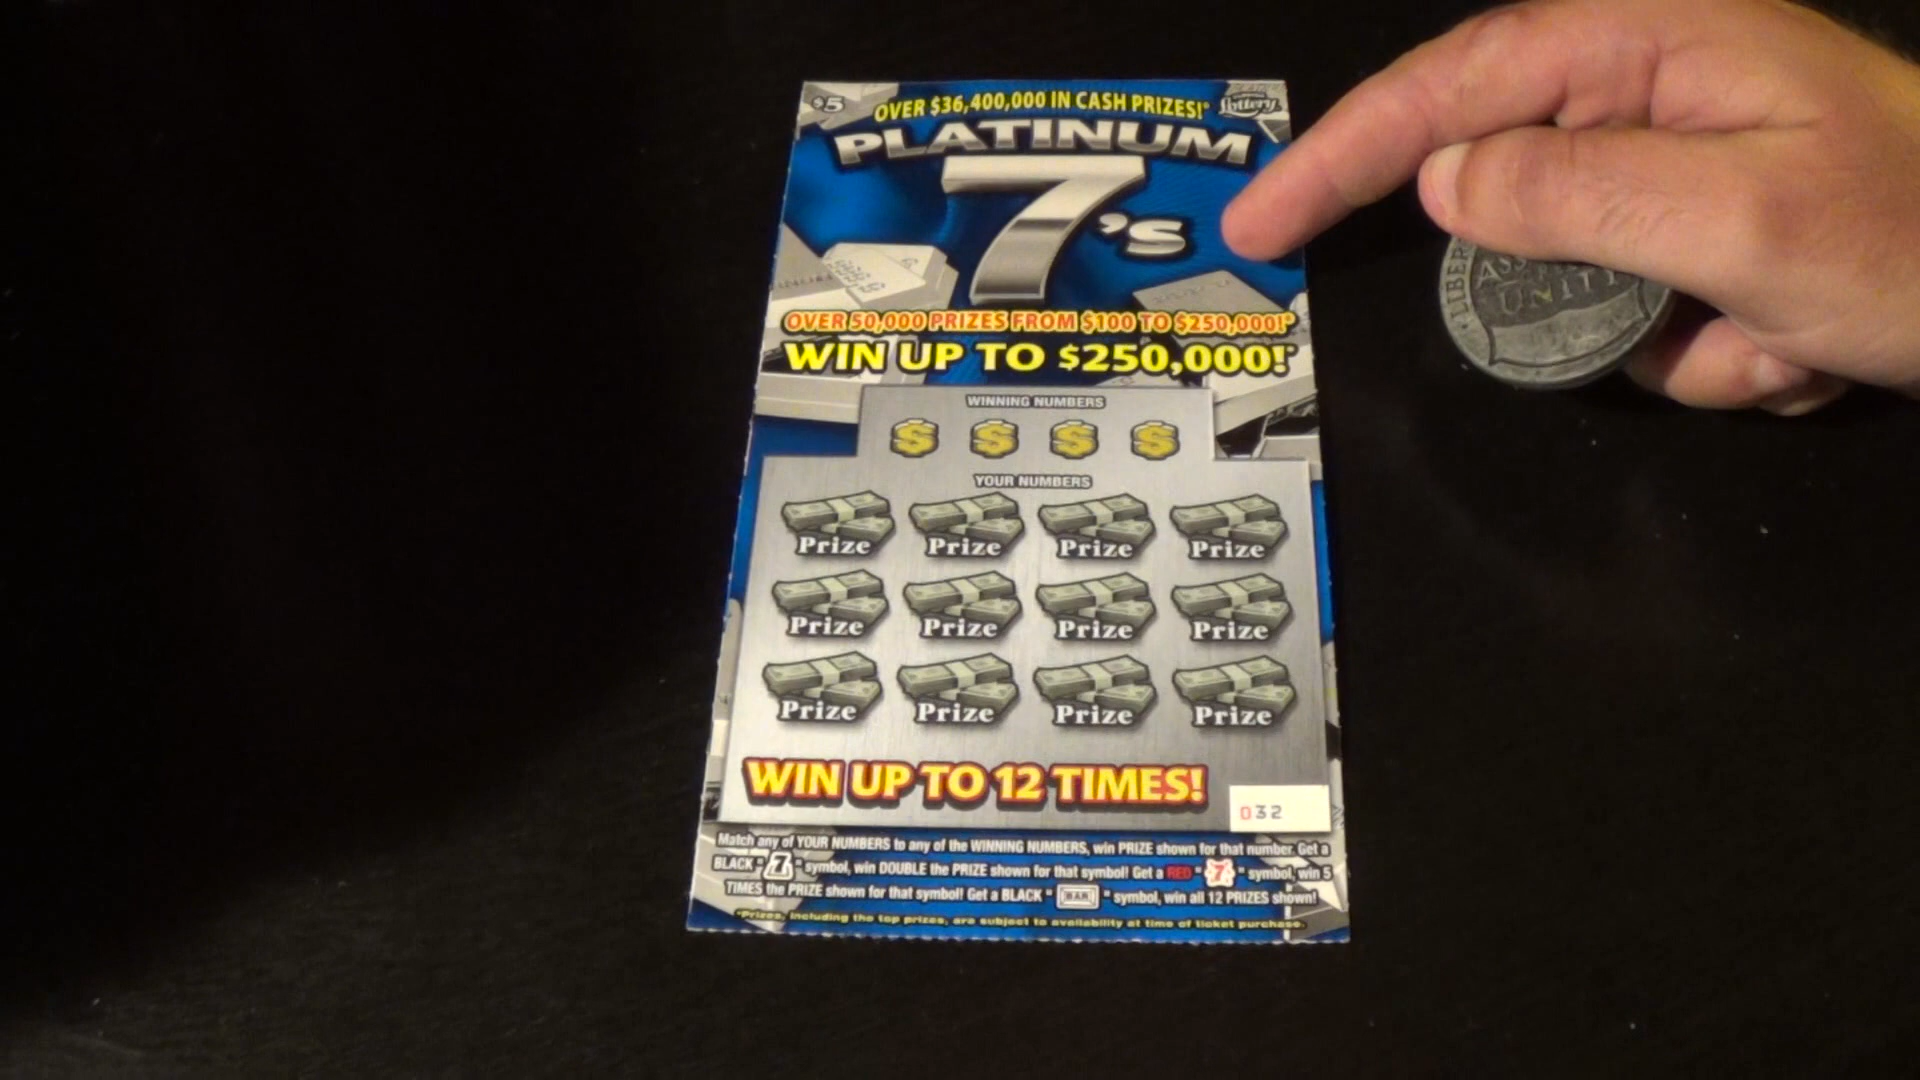 $5
OVER $36,400,000 IN CASH PRIZES!*
Lottery
PLATINUM
7's
OVER 50,000 PRIZES FROM $100 TO $250,000!*
WIN UP TO $250,000!*
WINNING NUMBERS
$ $ $ $
YOUR NUMBERS
Prize Prize Prize Prize
Prize Prize Prize Prize
Prize Prize Prize Prize
WIN UP TO 12 TIMES!
032
Match any of YOUR NUMBERS to any of the WINNING NUMBERS, win PRIZE shown for that number. Get a
BLACK "7" symbol, win DOUBLE the PRIZE shown for that symbol! Get a RED "7" symbol, win 5
TIMES the PRIZE shown for that symbol! Get a BLACK "BAR" symbol, win all 12 PRIZES shown!
*Prizes, including the top prizes, are subject to availability at time of ticket purchase.
UNIT